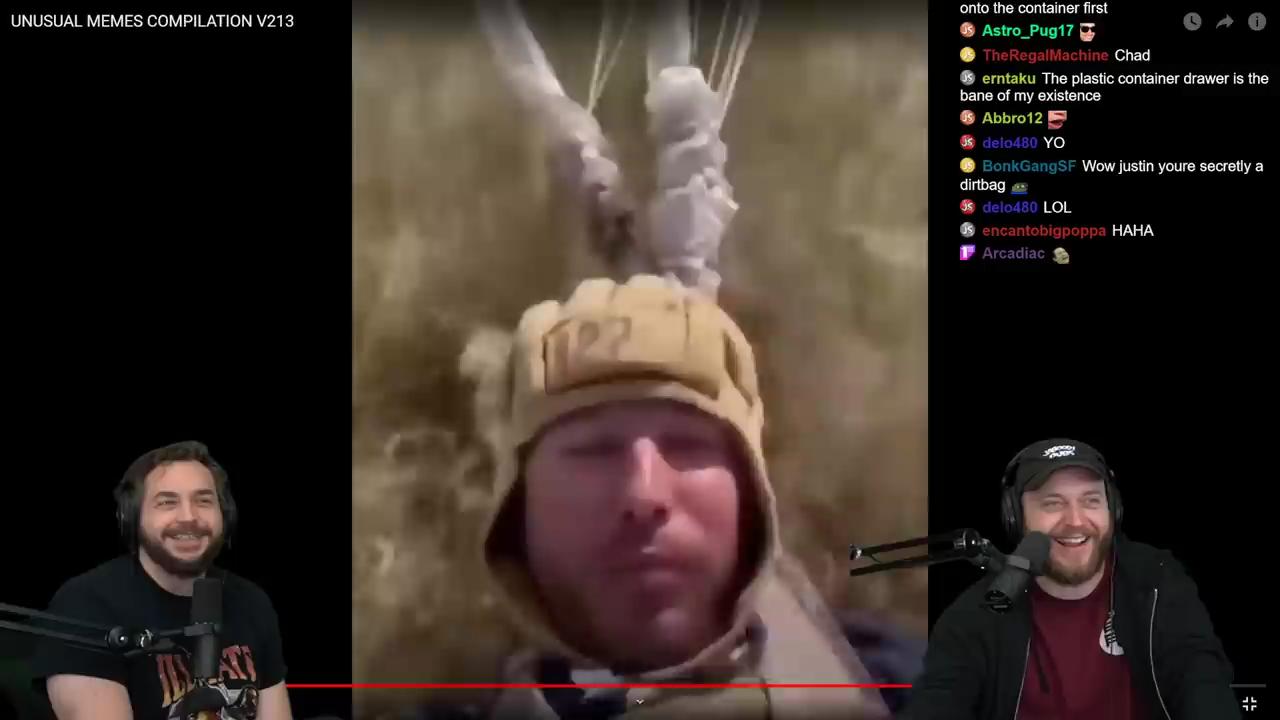 UNUSUAL MEMES COMPILATION V213
onto the container first
Astro_Pug17
TheRegalMachine Chad
erntaku The plastic container drawer is the
bane of my existence
Abbro12
delo480 YO
BonkGangSF Wow justin youre secretly a
dirtbag
delo480 LOL
encantobigpoppa HAHA
Arcadiac
127